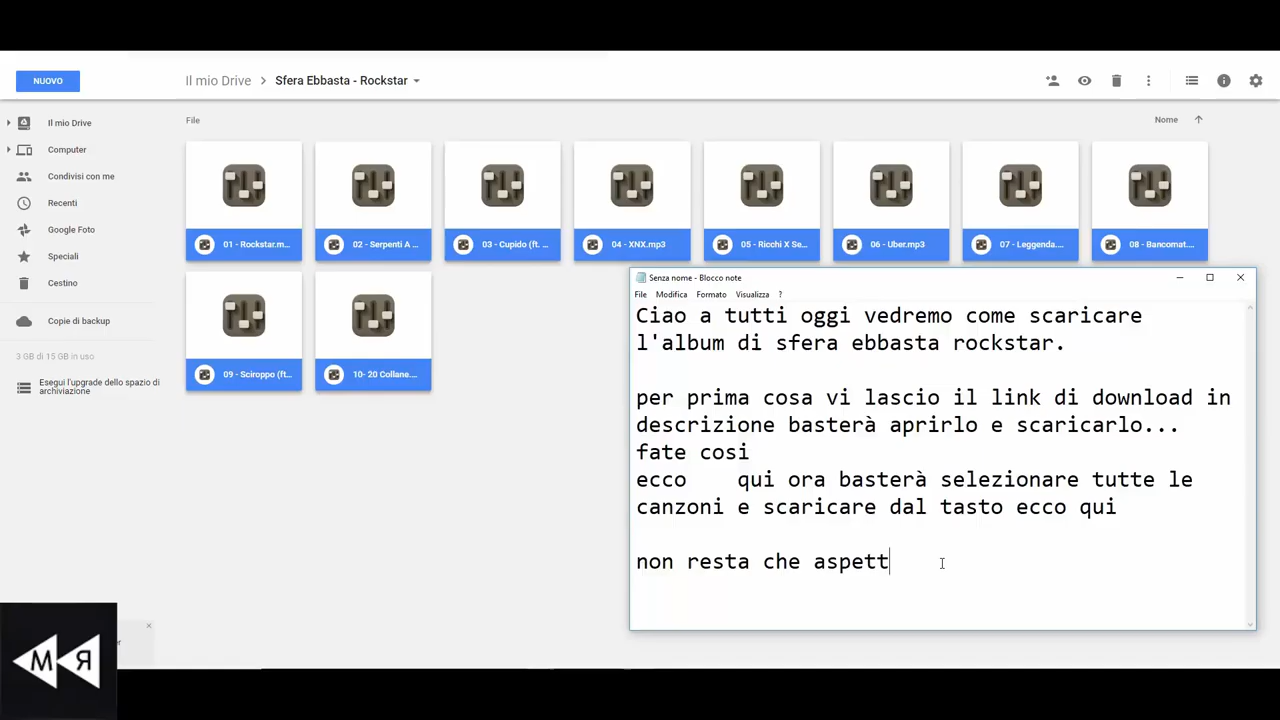 NUOVO
Il mio Drive > Sfera Ebbasta - Rockstar
Il mio Drive
Computer
Condivisi con me
Recenti
Google Foto
Speciali
Cestino
Copie di backup
3 GB di 15 GB in uso
Esegui l'upgrade dello spazio di
archiviazione
File
Nome
01 - Rockstar.m...
02 - Serpenti A ...
03 - Cupido (ft. ...
04 - XNX.mp3
05 - Ricchi X Se...
06 - Uber.mp3
07 - Leggenda....
08 - Bancomat....
09 - Sciroppo (ft...
10- 20 Collane....
Senza nome - Blocco note
File Modifica Formato Visualizza ?
Ciao a tutti oggi vedremo come scaricare
l'album di sfera ebbasta rockstar.
per prima cosa vi lascio il link di download in
descrizione basterà aprirlo e scaricarlo...
fate cosi
ecco    qui ora basterà selezionare tutte le
canzoni e scaricare dal tasto ecco qui
non resta che aspett